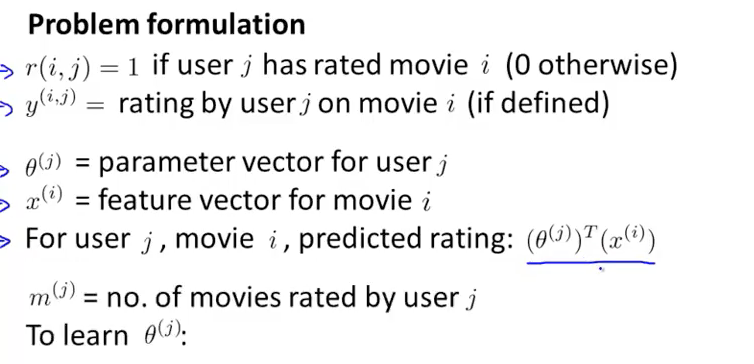 Problem formulation
r(i, j) = 1 if user j has rated movie i (0 otherwise)
y^(i,j) = rating by user j on movie i (if defined)
θ^(j) = parameter vector for user j
x^(i) = feature vector for movie i
For user j, movie i, predicted rating: (θ^(j))^T(x^(i))
m^(j) = no. of movies rated by user j
To learn θ^(j):